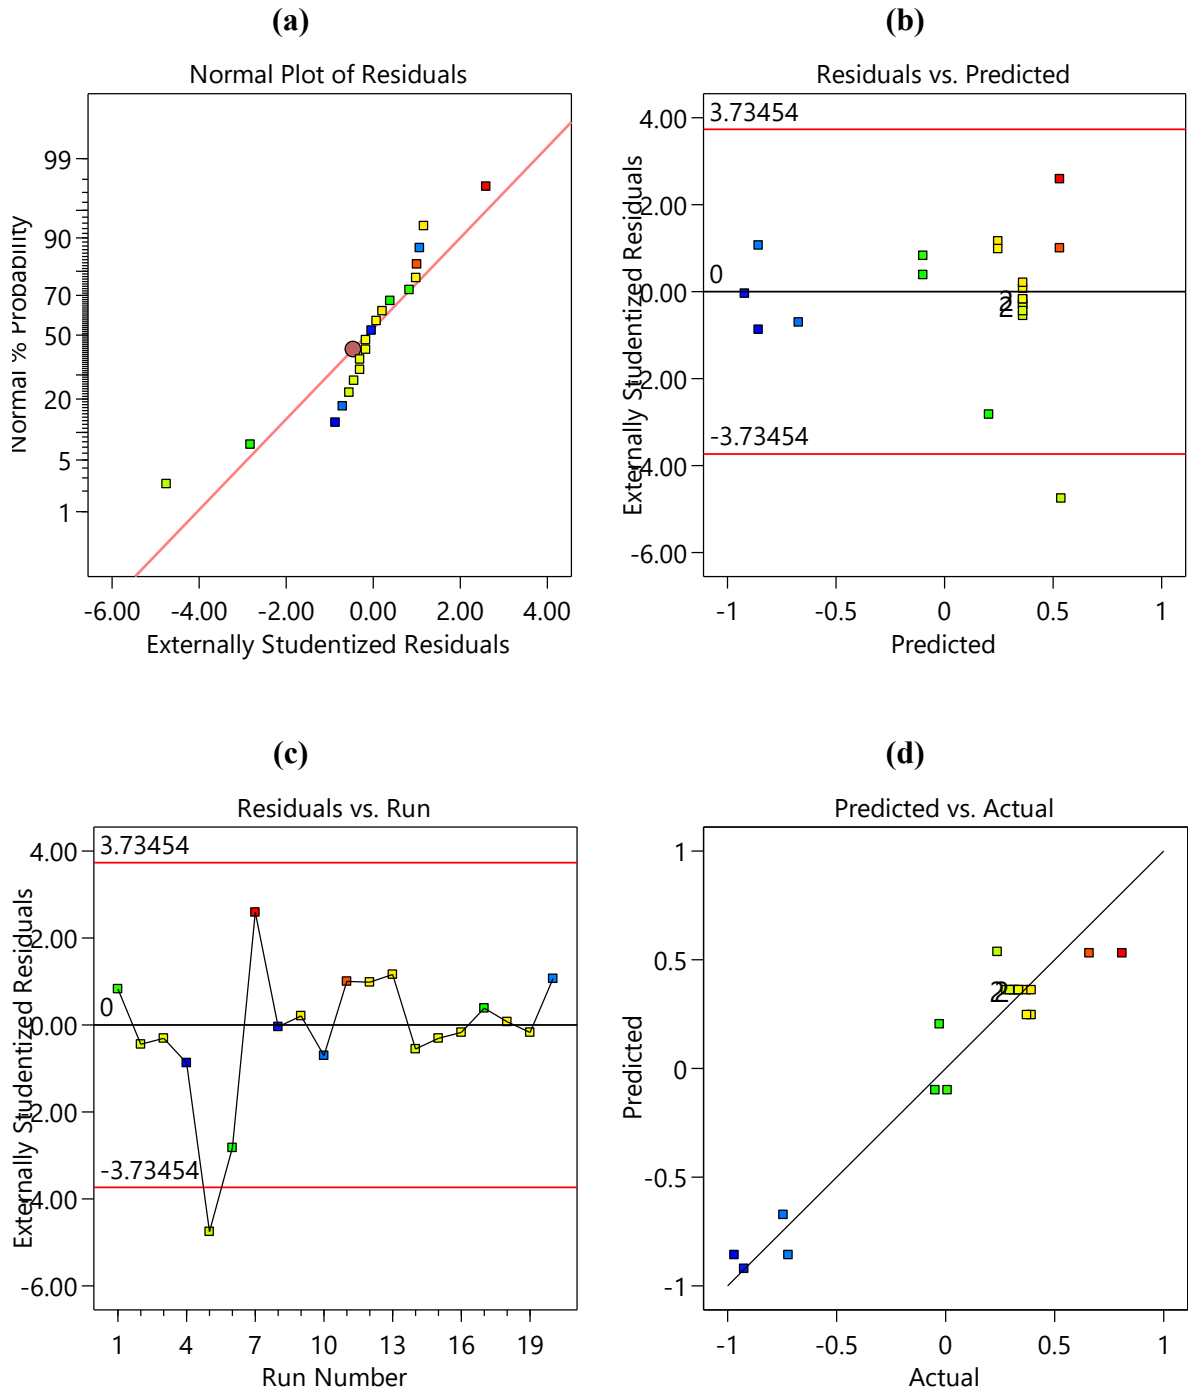 (a)
Normal Plot of Residuals
Normal % Probability
99
90
70
50
20
5
1
-6.00 -4.00 -2.00 0.00 2.00 4.00
Externally Studentized Residuals
(b)
Residuals vs. Predicted
Externally Studentized Residuals
4.00
2.00
0.00
-2.00
-4.00
-6.00
3.73454
0
-3.73454
2
2
-1 -0.5 0 0.5 1
Predicted
(c)
Residuals vs. Run
Externally Studentized Residuals
4.00
2.00
0.00
-2.00
-4.00
-6.00
3.73454
0
-3.73454
1 4 7 10 13 16 19
Run Number
(d)
Predicted vs. Actual
Predicted
1
0.5
0
-0.5
-1
2 2
-1 -0.5 0 0.5 1
Actual